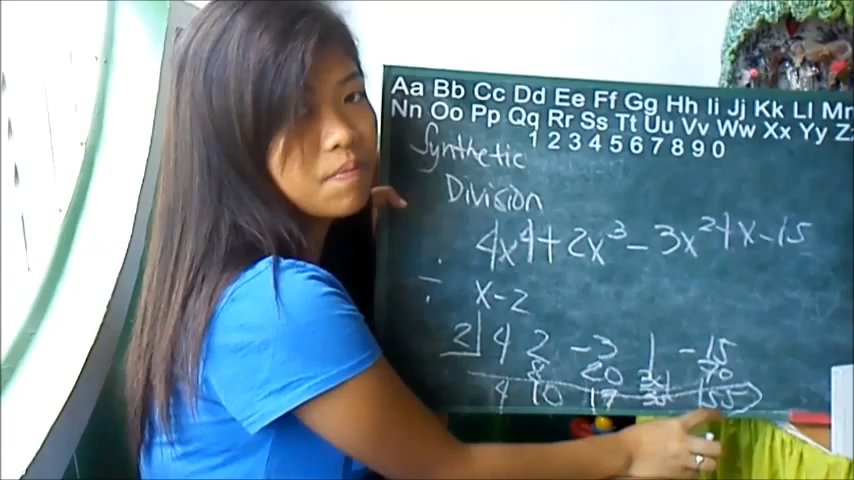 Aa Bb Cc Dd Ee Ff Gg Hh Ii Jj Kk Ll Mm
Nn Oo Pp Qq Rr Ss Tt Uu Vv Ww Xx Yy Z
1 2 3 4 5 6 7 8 9 0
Synthetic
Division
4x⁴+2x³-3x²+x-15
÷ x-2
2 4 2 -3 1 -15
8 20 34 70
4 10 17 35 55